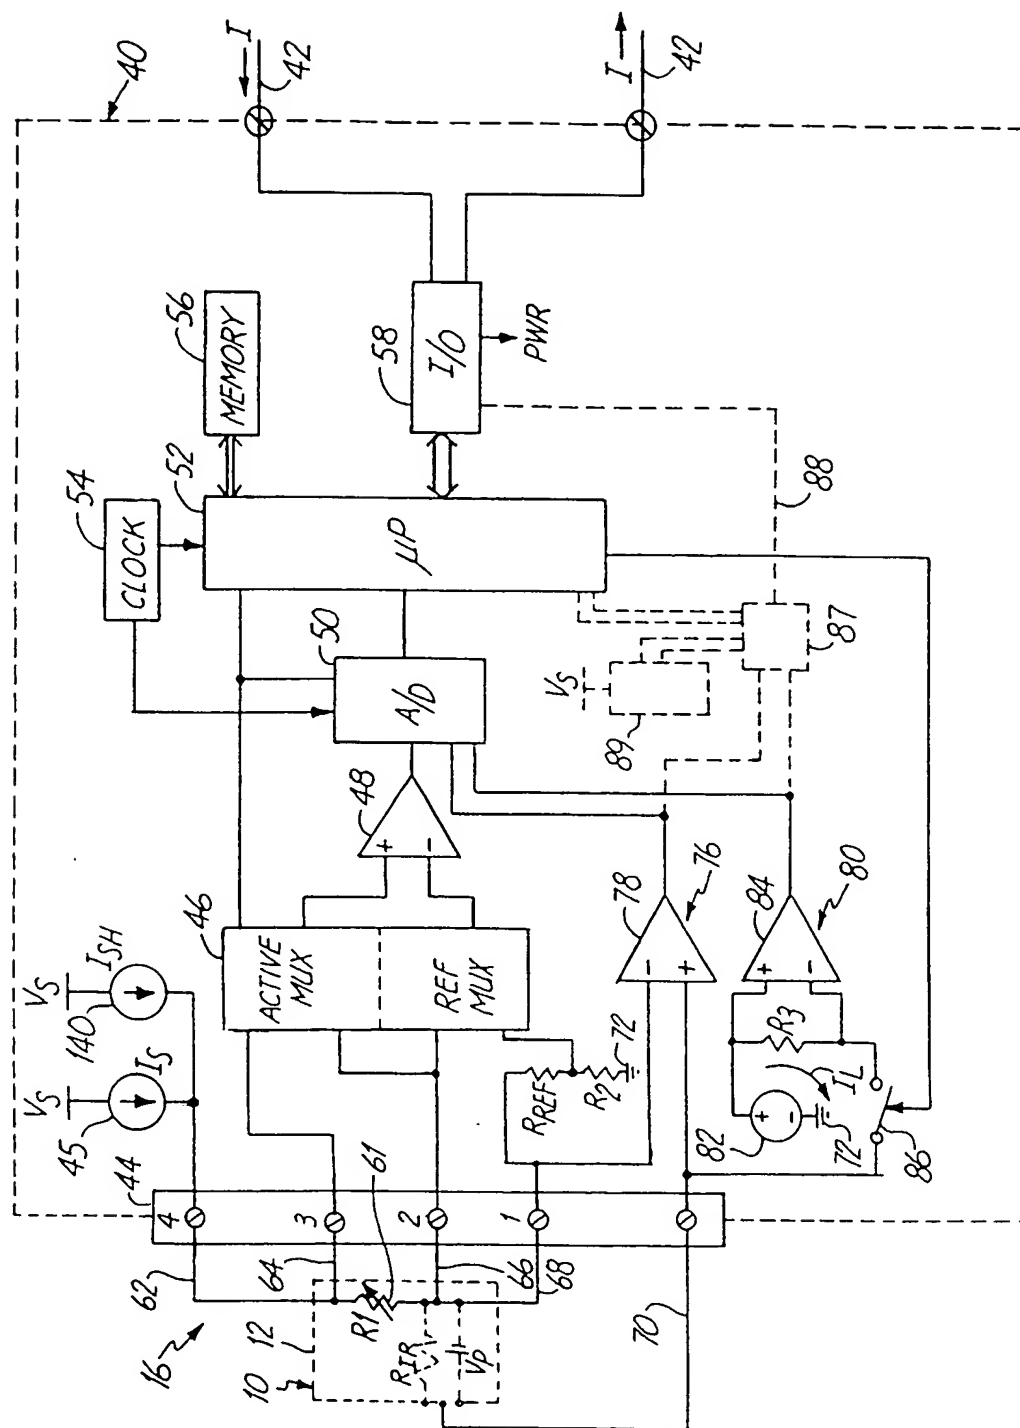 40
I
42
I
42
54
CLOCK
52
56
MEMORY
μP
58
I/O
PWR
88
50
A/D
VS
89
87
48
46
ACTIVE MUX
REF MUX
VS
140
ISH
VS
45
IS
44
4
3
2
1
61
RREF
R2
72
78
76
84
80
82
R3
IL
72
86
62
64
66
68
70
16
12
10
R1
RIR
VP
+
-
-
+
+
-
+
-